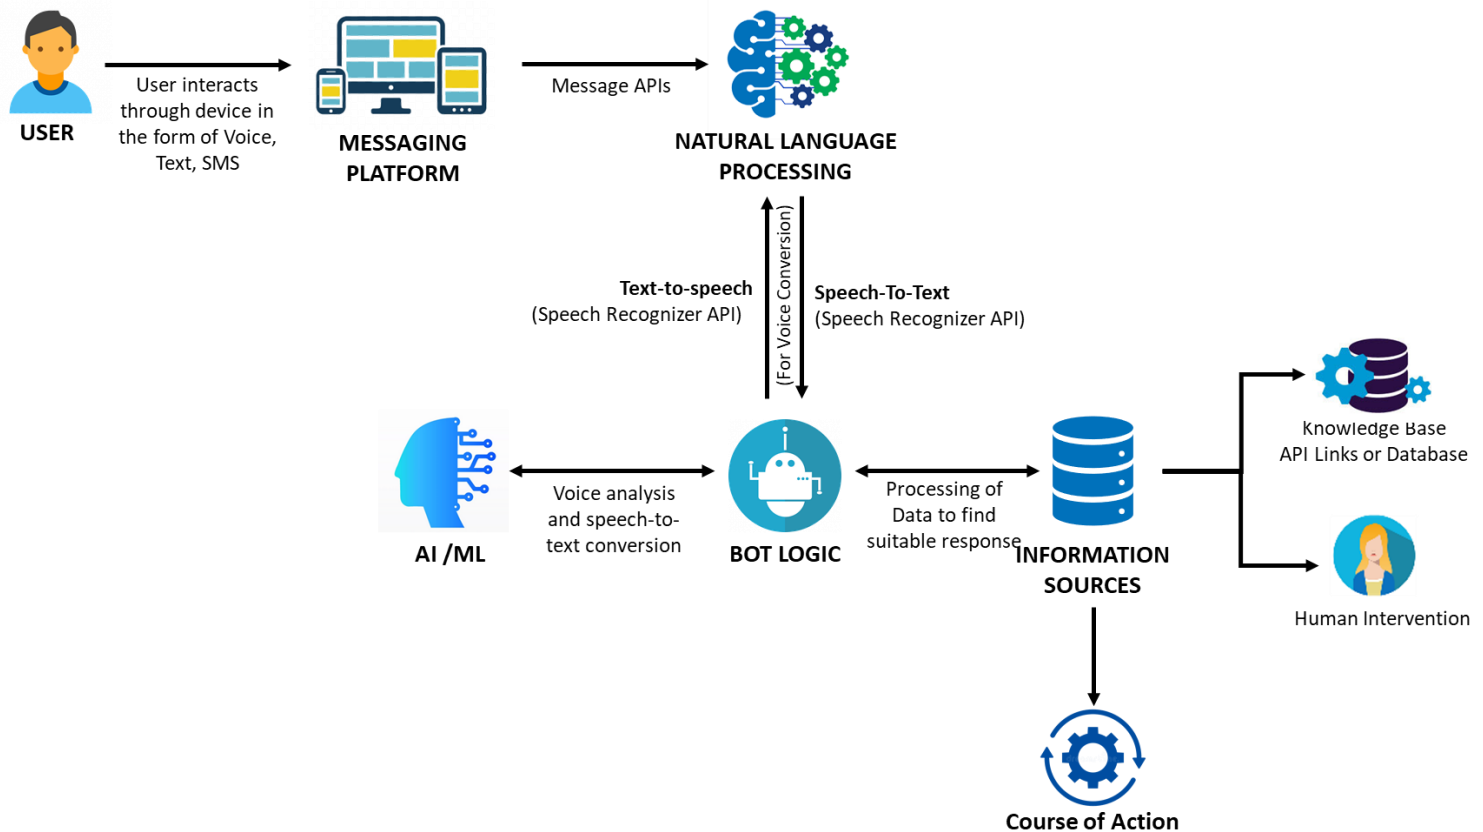 USER
User interacts
through device in
the form of Voice,
Text, SMS
MESSAGING
PLATFORM
Message APIs
NATURAL LANGUAGE
PROCESSING
Text-to-speech
(Speech Recognizer API)
(For Voice Conversion)
Speech-To-Text
(Speech Recognizer API)
AI /ML
Voice analysis
and speech-to-
text conversion
BOT LOGIC
Processing of
Data to find
suitable response
INFORMATION
SOURCES
Knowledge Base
API Links or Database
Human Intervention
Course of Action